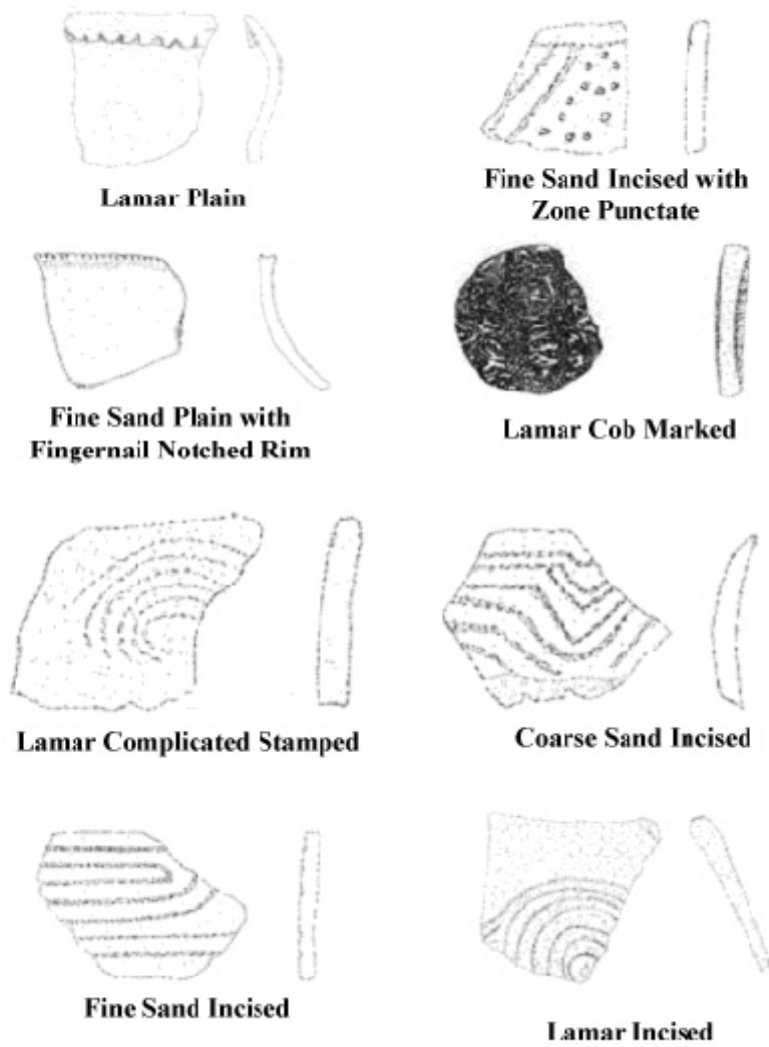 Lamar Plain
Fine Sand Incised with
Zone Punctate
Fine Sand Plain with
Fingernail Notched Rim
Lamar Cob Marked
Lamar Complicated Stamped
Coarse Sand Incised
Fine Sand Incised
Lamar Incised